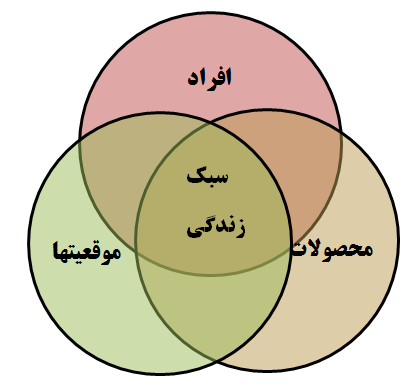 افراد
سبک
زندگی
محصولات
موقعیتها